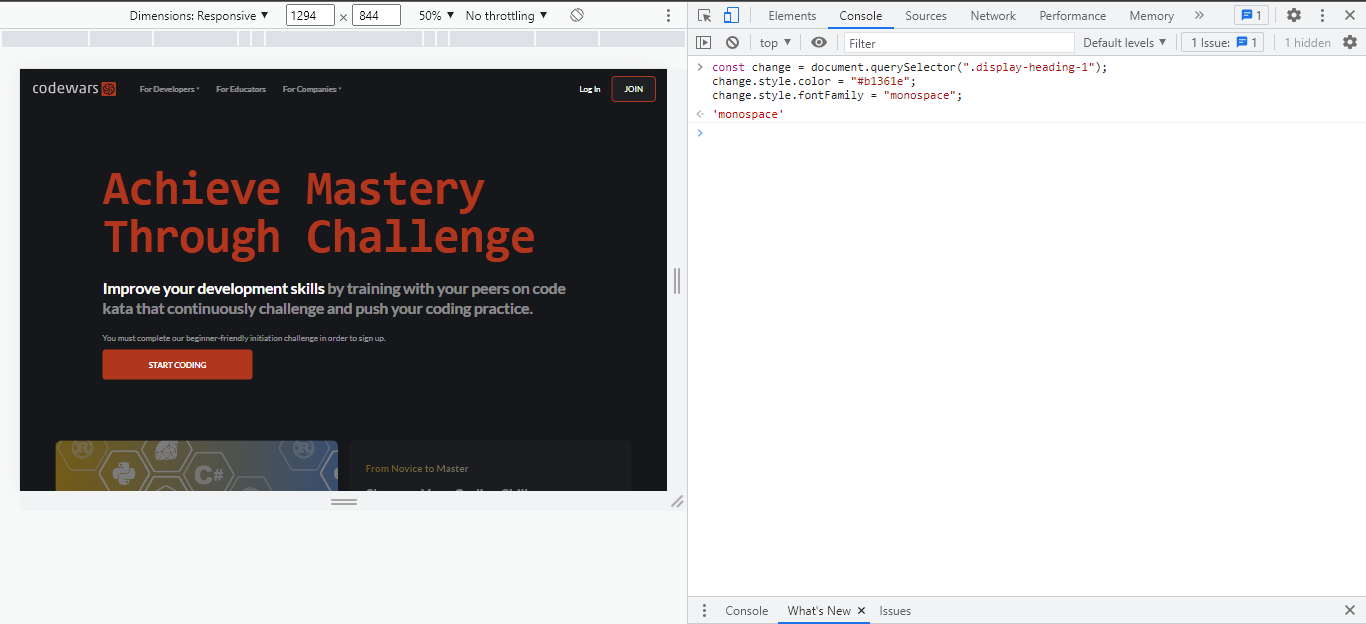 Dimensions: Responsive ▼ 1294 × 844 50% ▼ No throttling ▼
Elements Console Sources Network Performance Memory » 1
top ▼ Filter Default levels ▼ 1 Issue: 1 1 hidden
const change = document.querySelector(".display-heading-1");
change.style.color = "#b1361e";
change.style.fontFamily = "monospace";
'monospace'
codewars For Developers For Educators For Companies Log In JOIN
Achieve Mastery
Through Challenge
Improve your development skills by training with your peers on code
kata that continuously challenge and push your coding practice.
You must complete our beginner-friendly initiation challenge in order to sign up.
START CODING
C#
From Novice to Master
Console What's New × Issues